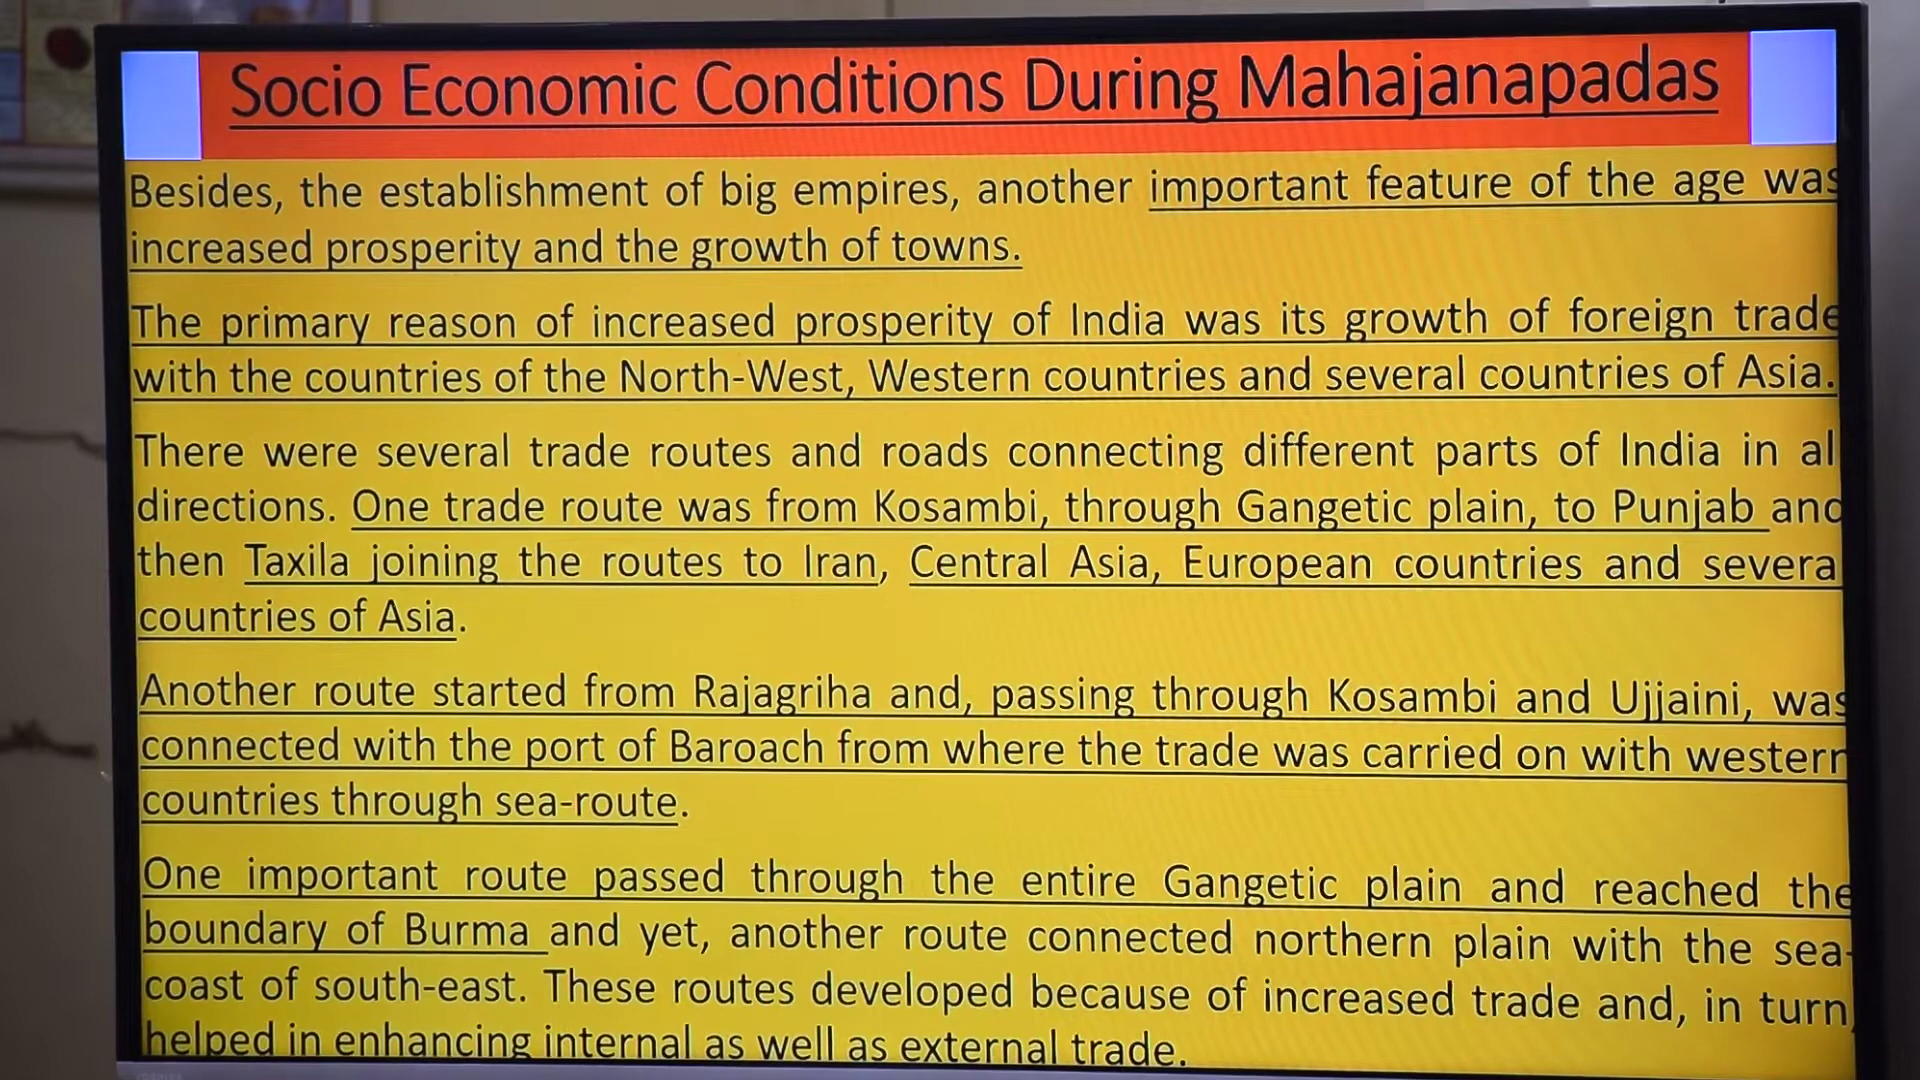 Socio Economic Conditions During Mahajanapadas
Besides, the establishment of big empires, another important feature of the age was
increased prosperity and the growth of towns.
The primary reason of increased prosperity of India was its growth of foreign trade
with the countries of the North-West, Western countries and several countries of Asia.
There were several trade routes and roads connecting different parts of India in al
directions. One trade route was from Kosambi, through Gangetic plain, to Punjab and
then Taxila joining the routes to Iran, Central Asia, European countries and severa
countries of Asia.
Another route started from Rajagriha and, passing through Kosambi and Ujjaini, was
connected with the port of Baroach from where the trade was carried on with western
countries through sea-route.
One important route passed through the entire Gangetic plain and reached the
boundary of Burma and yet, another route connected northern plain with the sea-
coast of south-east. These routes developed because of increased trade and, in turn,
helped in enhancing internal as well as external trade.